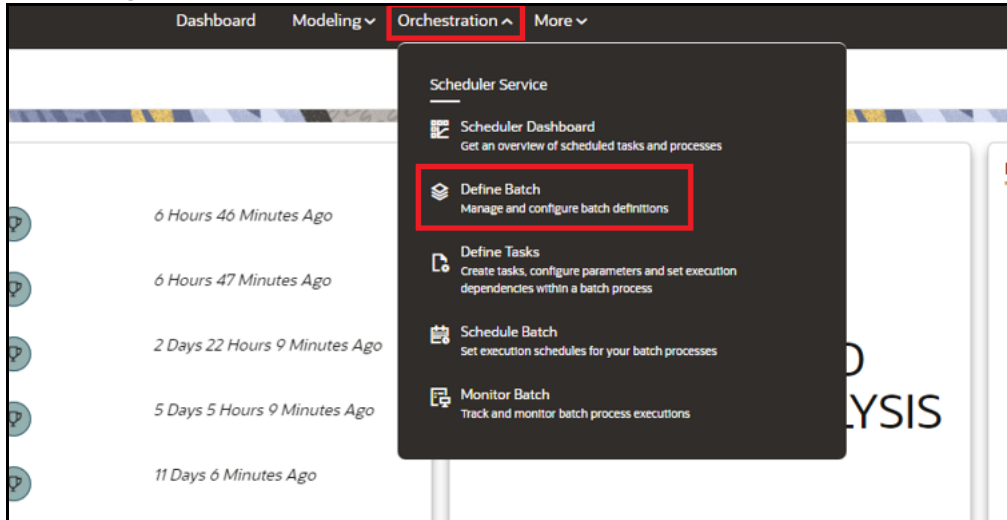 Dashboard Modeling Orchestration More
Scheduler Service
Scheduler Dashboard
Get an overview of scheduled tasks and processes
Define Batch
Manage and configure batch definitions
6 Hours 46 Minutes Ago
Define Tasks
Create tasks, configure parameters and set execution
dependencies within a batch process
6 Hours 47 Minutes Ago
Schedule Batch
Set execution schedules for your batch processes
2 Days 22 Hours 9 Minutes Ago
Monitor Batch
Track and monitor batch process executions
5 Days 5 Hours 9 Minutes Ago
YSIS
11 Days 6 Minutes Ago